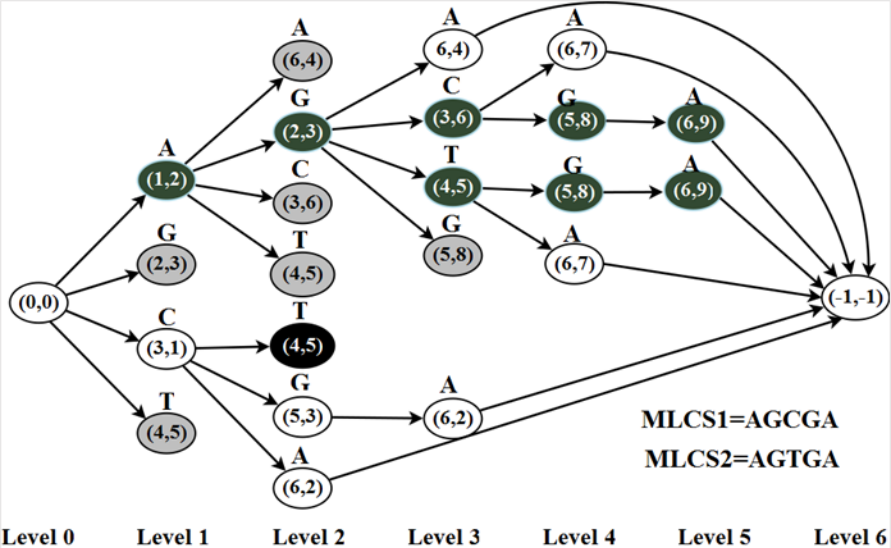 A A A
(6,4) 6,4) (6,7)
G C G A
(2,3) (3,6) (5,8) (6,9)
A C T G A
(1,2) (3,6) (4,5) (5,8) (6,9)
G T G A
(2,3) (4,5) (5,8) (6,7)
(0,0) (-1,-1)
C T
(3,1) (4,5)
T G A
(4,5) (5,3) (6,2)
MLCS1=AGCGA
A
(6,2)
MLCS2=AGTGA
Level 0 Level 1 Level 2 Level 3 Level 4 Level 5 Level 6